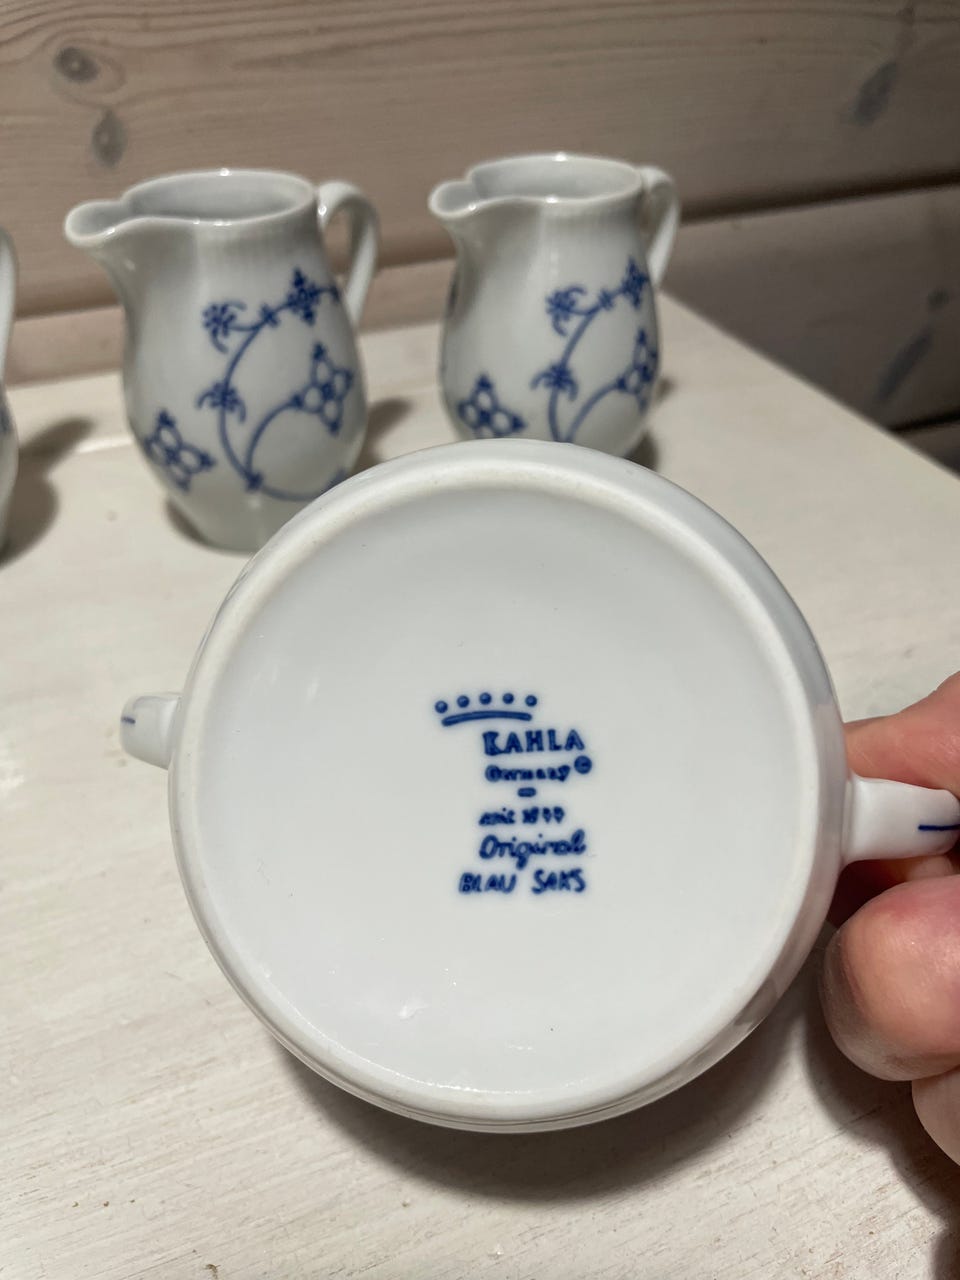 KAHLA
Germany ©
-
seit 1844
Original
BLAU SAKS